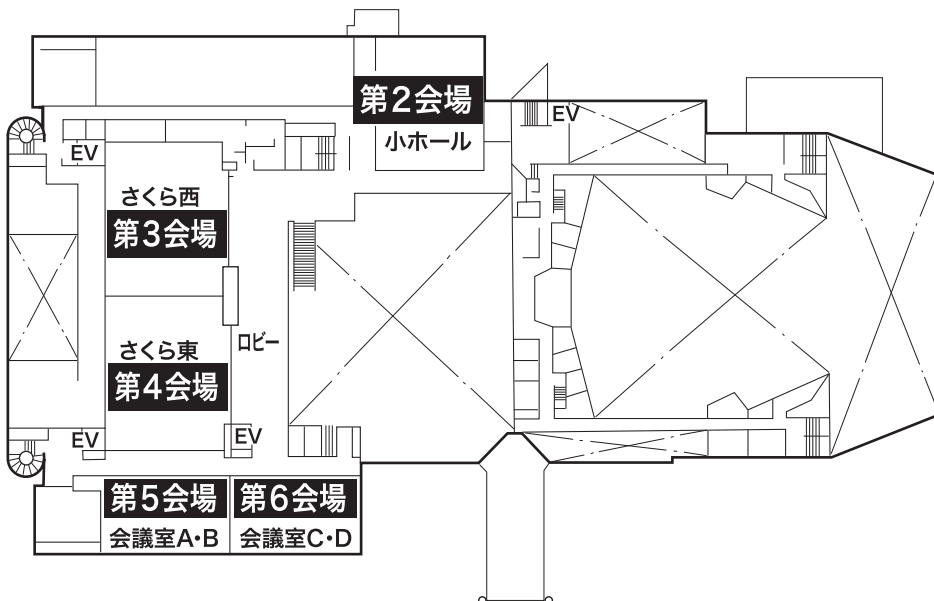 第2会場
小ホール
EV
EV
さくら西
第3会場
ロビー
さくら東
第4会場
EV
EV
第5会場
会議室A・B
第6会場
会議室C・D